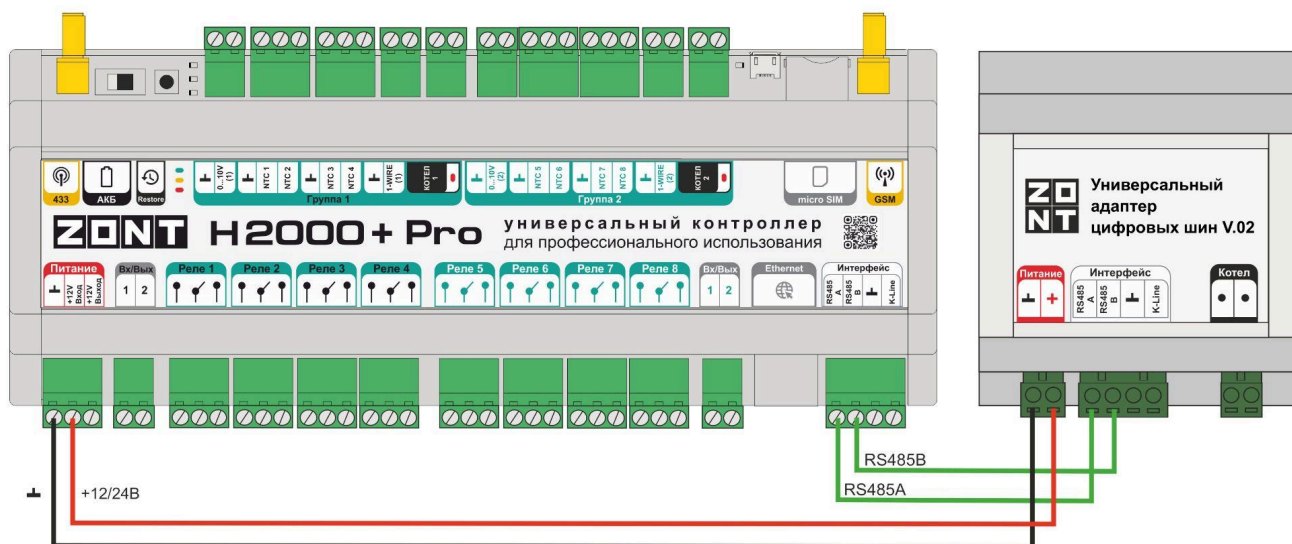 0...10V (1)
NTC 1
NTC 2
NTC 3
NTC 4
1-WIRE (1)
КОТЕЛ 1
0...10V (2)
NTC 5
NTC 6
NTC 7
NTC 8
1-WIRE (2)
КОТЕЛ 2
433
АКБ
Restore
Группа 1
Группа 2
micro SIM
GSM
ZONT H2000+ Pro
универсальный контроллер
для профессионального использования
Питание
+12V Вход
+12V Выход
Вх/Вых
1 2
Реле 1
Реле 2
Реле 3
Реле 4
Реле 5
Реле 6
Реле 7
Реле 8
Вх/Вых
1 2
Ethernet
Интерфейс
RS485 A
RS485 B
K-Line
ZONT
Универсальный
адаптер
цифровых шин V.02
Питание
+
Интерфейс
RS485 A
RS485 B
K-Line
Котел
RS485B
RS485A
+12/24В